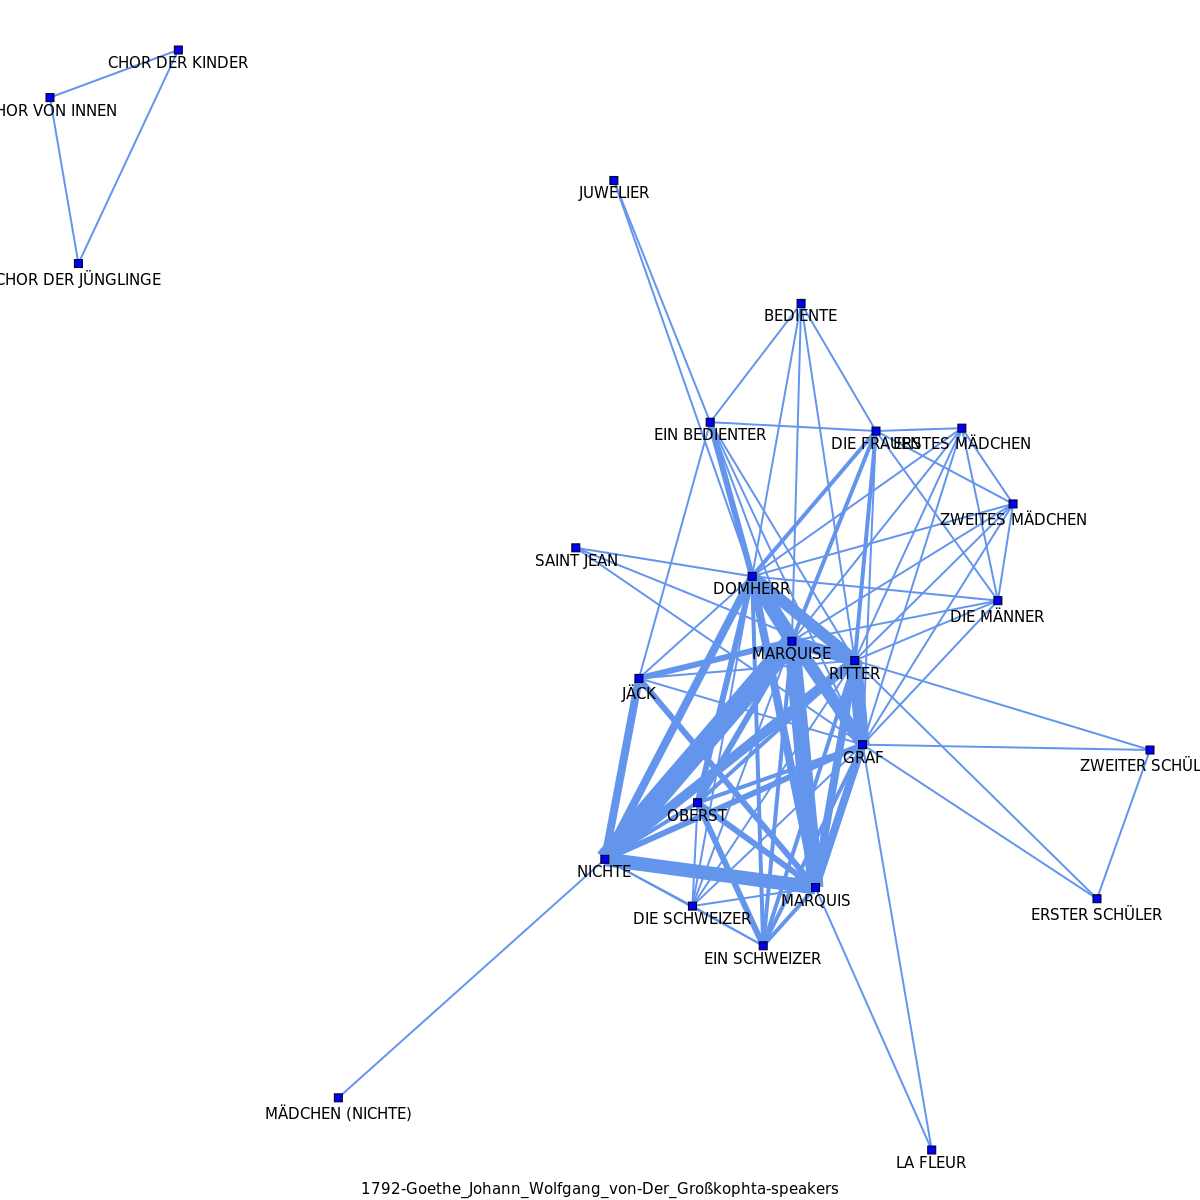 CHOR DER KINDER
HOR VON INNEN
JUWELIER
CHOR DER JÜNGLINGE
BEDIENTE
EIN BEDIENTER
DIE FRAUEN
ERSTES MÄDCHEN
ZWEITES MÄDCHEN
SAINT JEAN
DOMHERR
DIE MÄNNER
MARQUISE
RITTER
JÄCK
GRAF
ZWEITER SCHÜL
OBERST
NICHTE
MARQUIS
DIE SCHWEIZER
ERSTER SCHÜLER
EIN SCHWEIZER
MÄDCHEN (NICHTE)
LA FLEUR
1792-Goethe_Johann_Wolfgang_von-Der_Großkophta-speakers